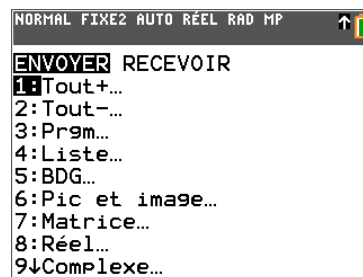 NORMAL FIXE2 AUTO RÉEL RAD MP
ENVOYER RECEVOIR
1:Tout+…
2:Tout-…
3:Prgm…
4:Liste…
5:BDG…
6:Pic et image…
7:Matrice…
8:Réel…
9↓Complexe…